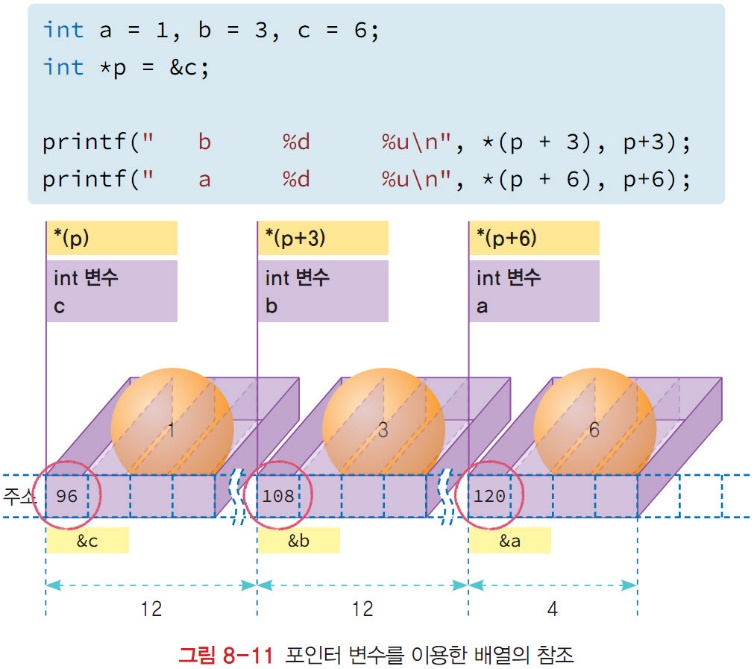 int a = 1, b = 3, c = 6;
int *p = &c;
printf("   b      %d      %u\n", *(p + 3), p+3);
printf("   a      %d      %u\n", *(p + 6), p+6);
*(p) *(p+3) *(p+6)
int 변수 int 변수 int 변수
c b a
1 3 6
주소 96 108 120
&c &b &a
12 12 4
그림 8-11 포인터 변수를 이용한 배열의 참조